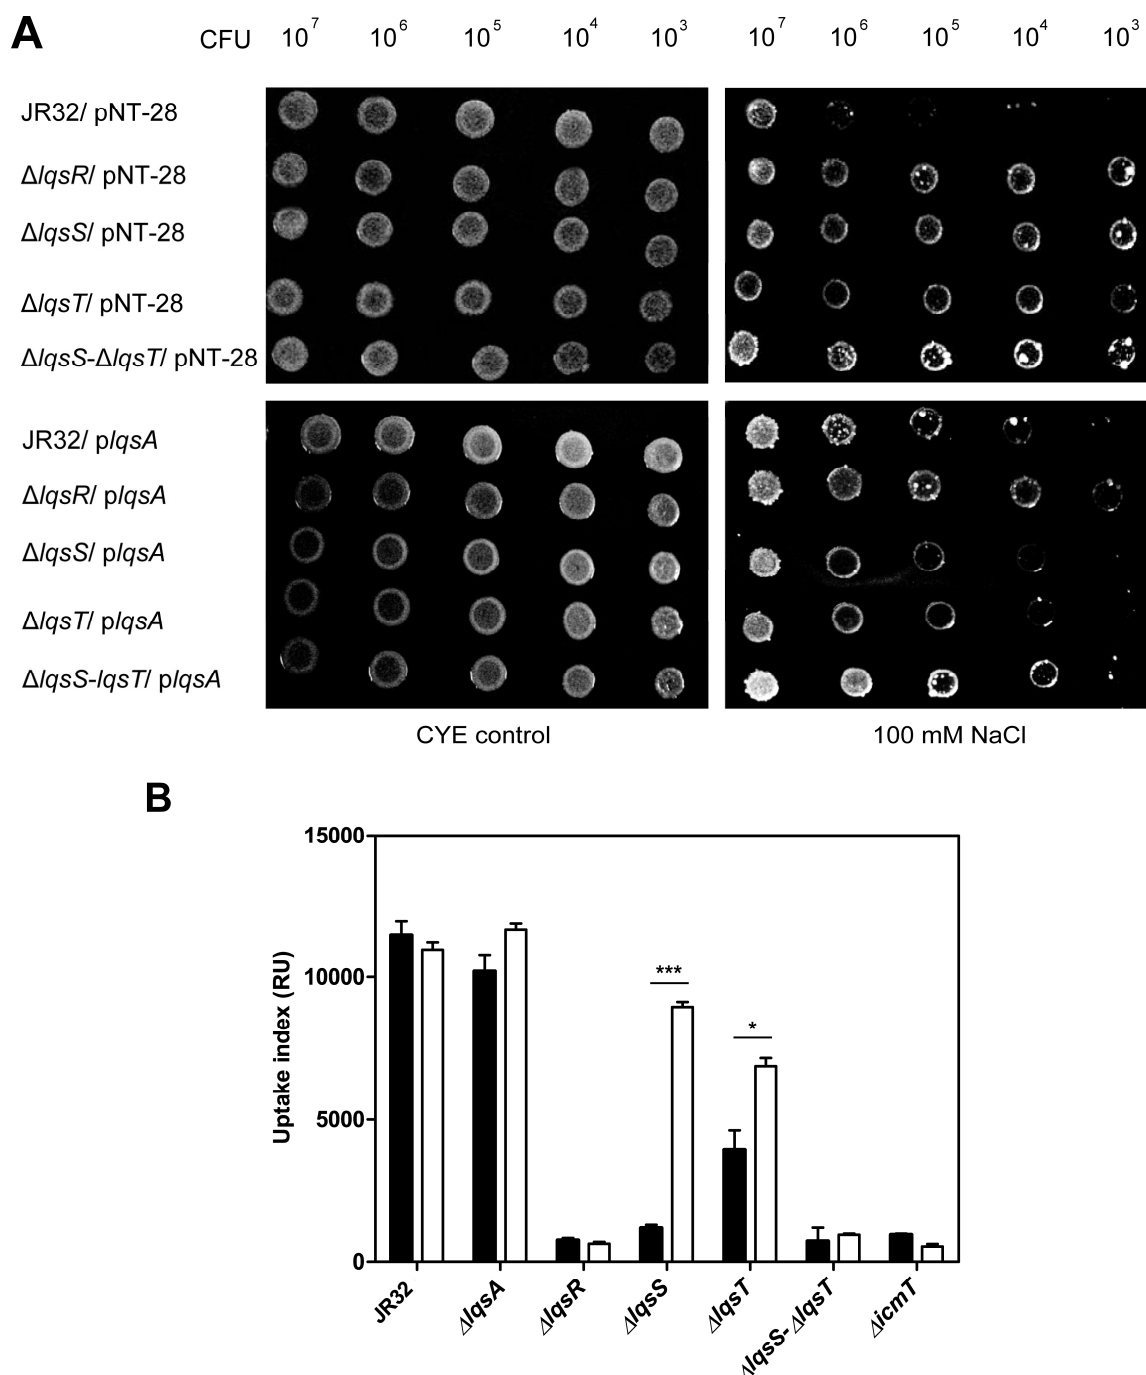 A
CFU 10^7 10^6 10^5 10^4 10^3 10^7 10^6 10^5 10^4 10^3
JR32/ pNT-28
ΔlqsR/ pNT-28
ΔlqsS/ pNT-28
ΔlqsT/ pNT-28
ΔlqsS-ΔlqsT/ pNT-28
JR32/ plqsA
ΔlqsR/ plqsA
ΔlqsS/ plqsA
ΔlqsT/ plqsA
ΔlqsS-lqsT/ plqsA
CYE control 100 mM NaCl
B
Uptake index (RU)
15000
10000
5000
0
***
*
JR32 ΔlqsA ΔlqsR ΔlqsS ΔlqsT ΔlqsS-ΔlqsT ΔicmT